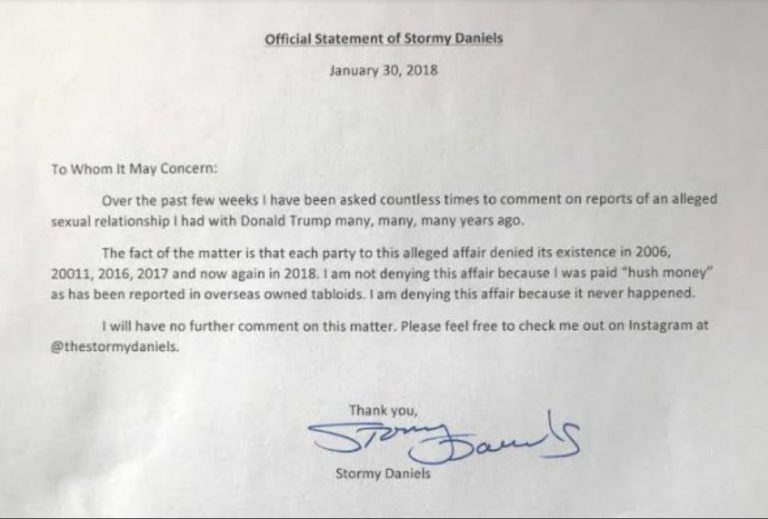 Official Statement of Stormy Daniels
January 30, 2018
To Whom It May Concern:
Over the past few weeks I have been asked countless times to comment on reports of an alleged
sexual relationship I had with Donald Trump many, many, many years ago.
The fact of the matter is that each party to this alleged affair denied its existence in 2006,
20011, 2016, 2017 and now again in 2018. I am not denying this affair because I was paid “hush money”
as has been reported in overseas owned tabloids. I am denying this affair because it never happened.
I will have no further comment on this matter. Please feel free to check me out on Instagram at
@thestormydaniels.
Thank you,
Stormy Daniels
Stormy Daniels